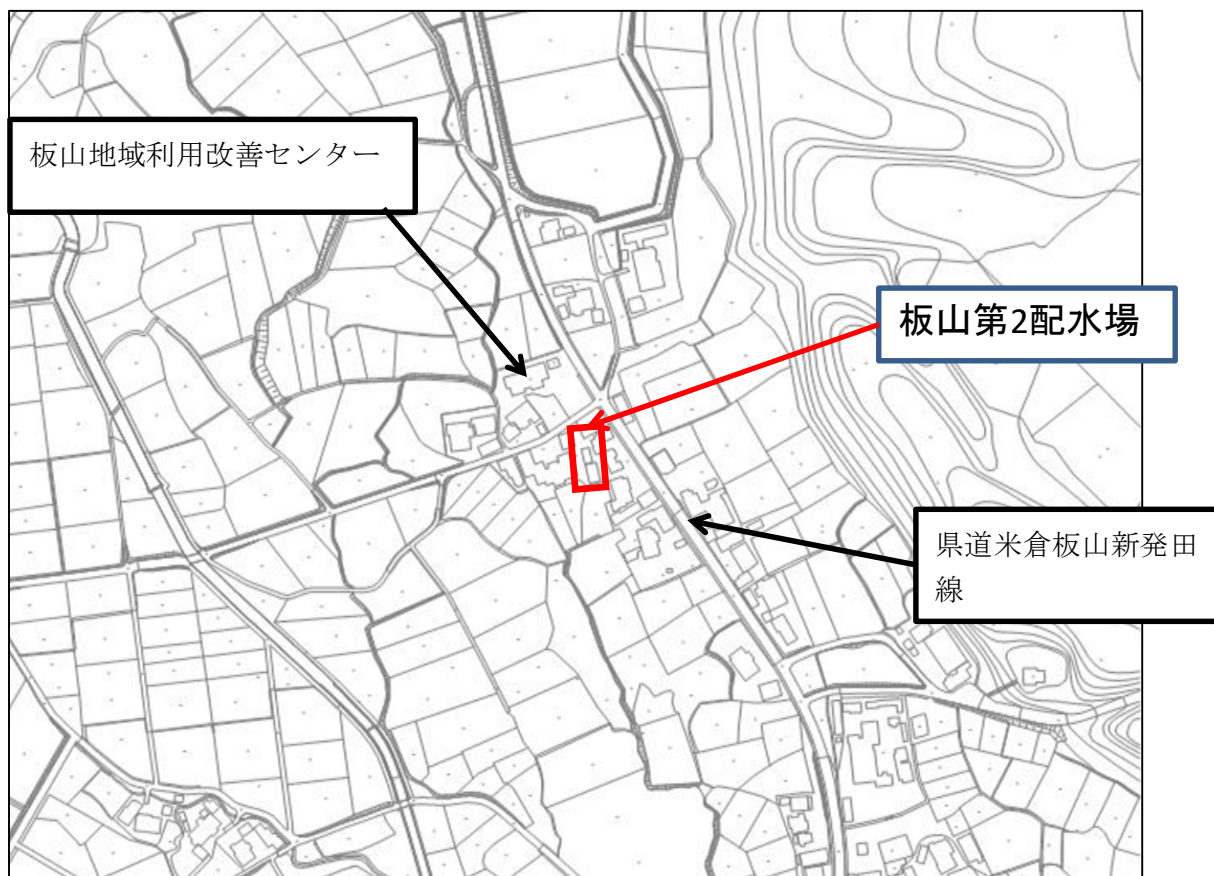 板山地域利用改善センター
板山第2配水場
県道米倉板山新発田
線